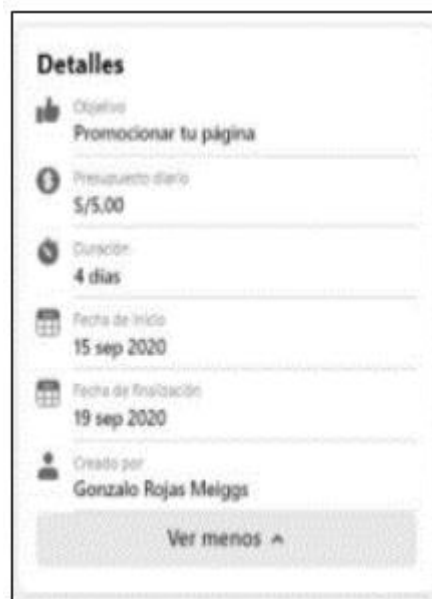 Detalles
Objetivo
Promocionar tu página
Presupuesto diario
S/5,00
Duración
4 días
Fecha de inicio
15 sep 2020
Fecha de finalización
19 sep 2020
Creado por
Gonzalo Rojas Meiggs
Ver menos